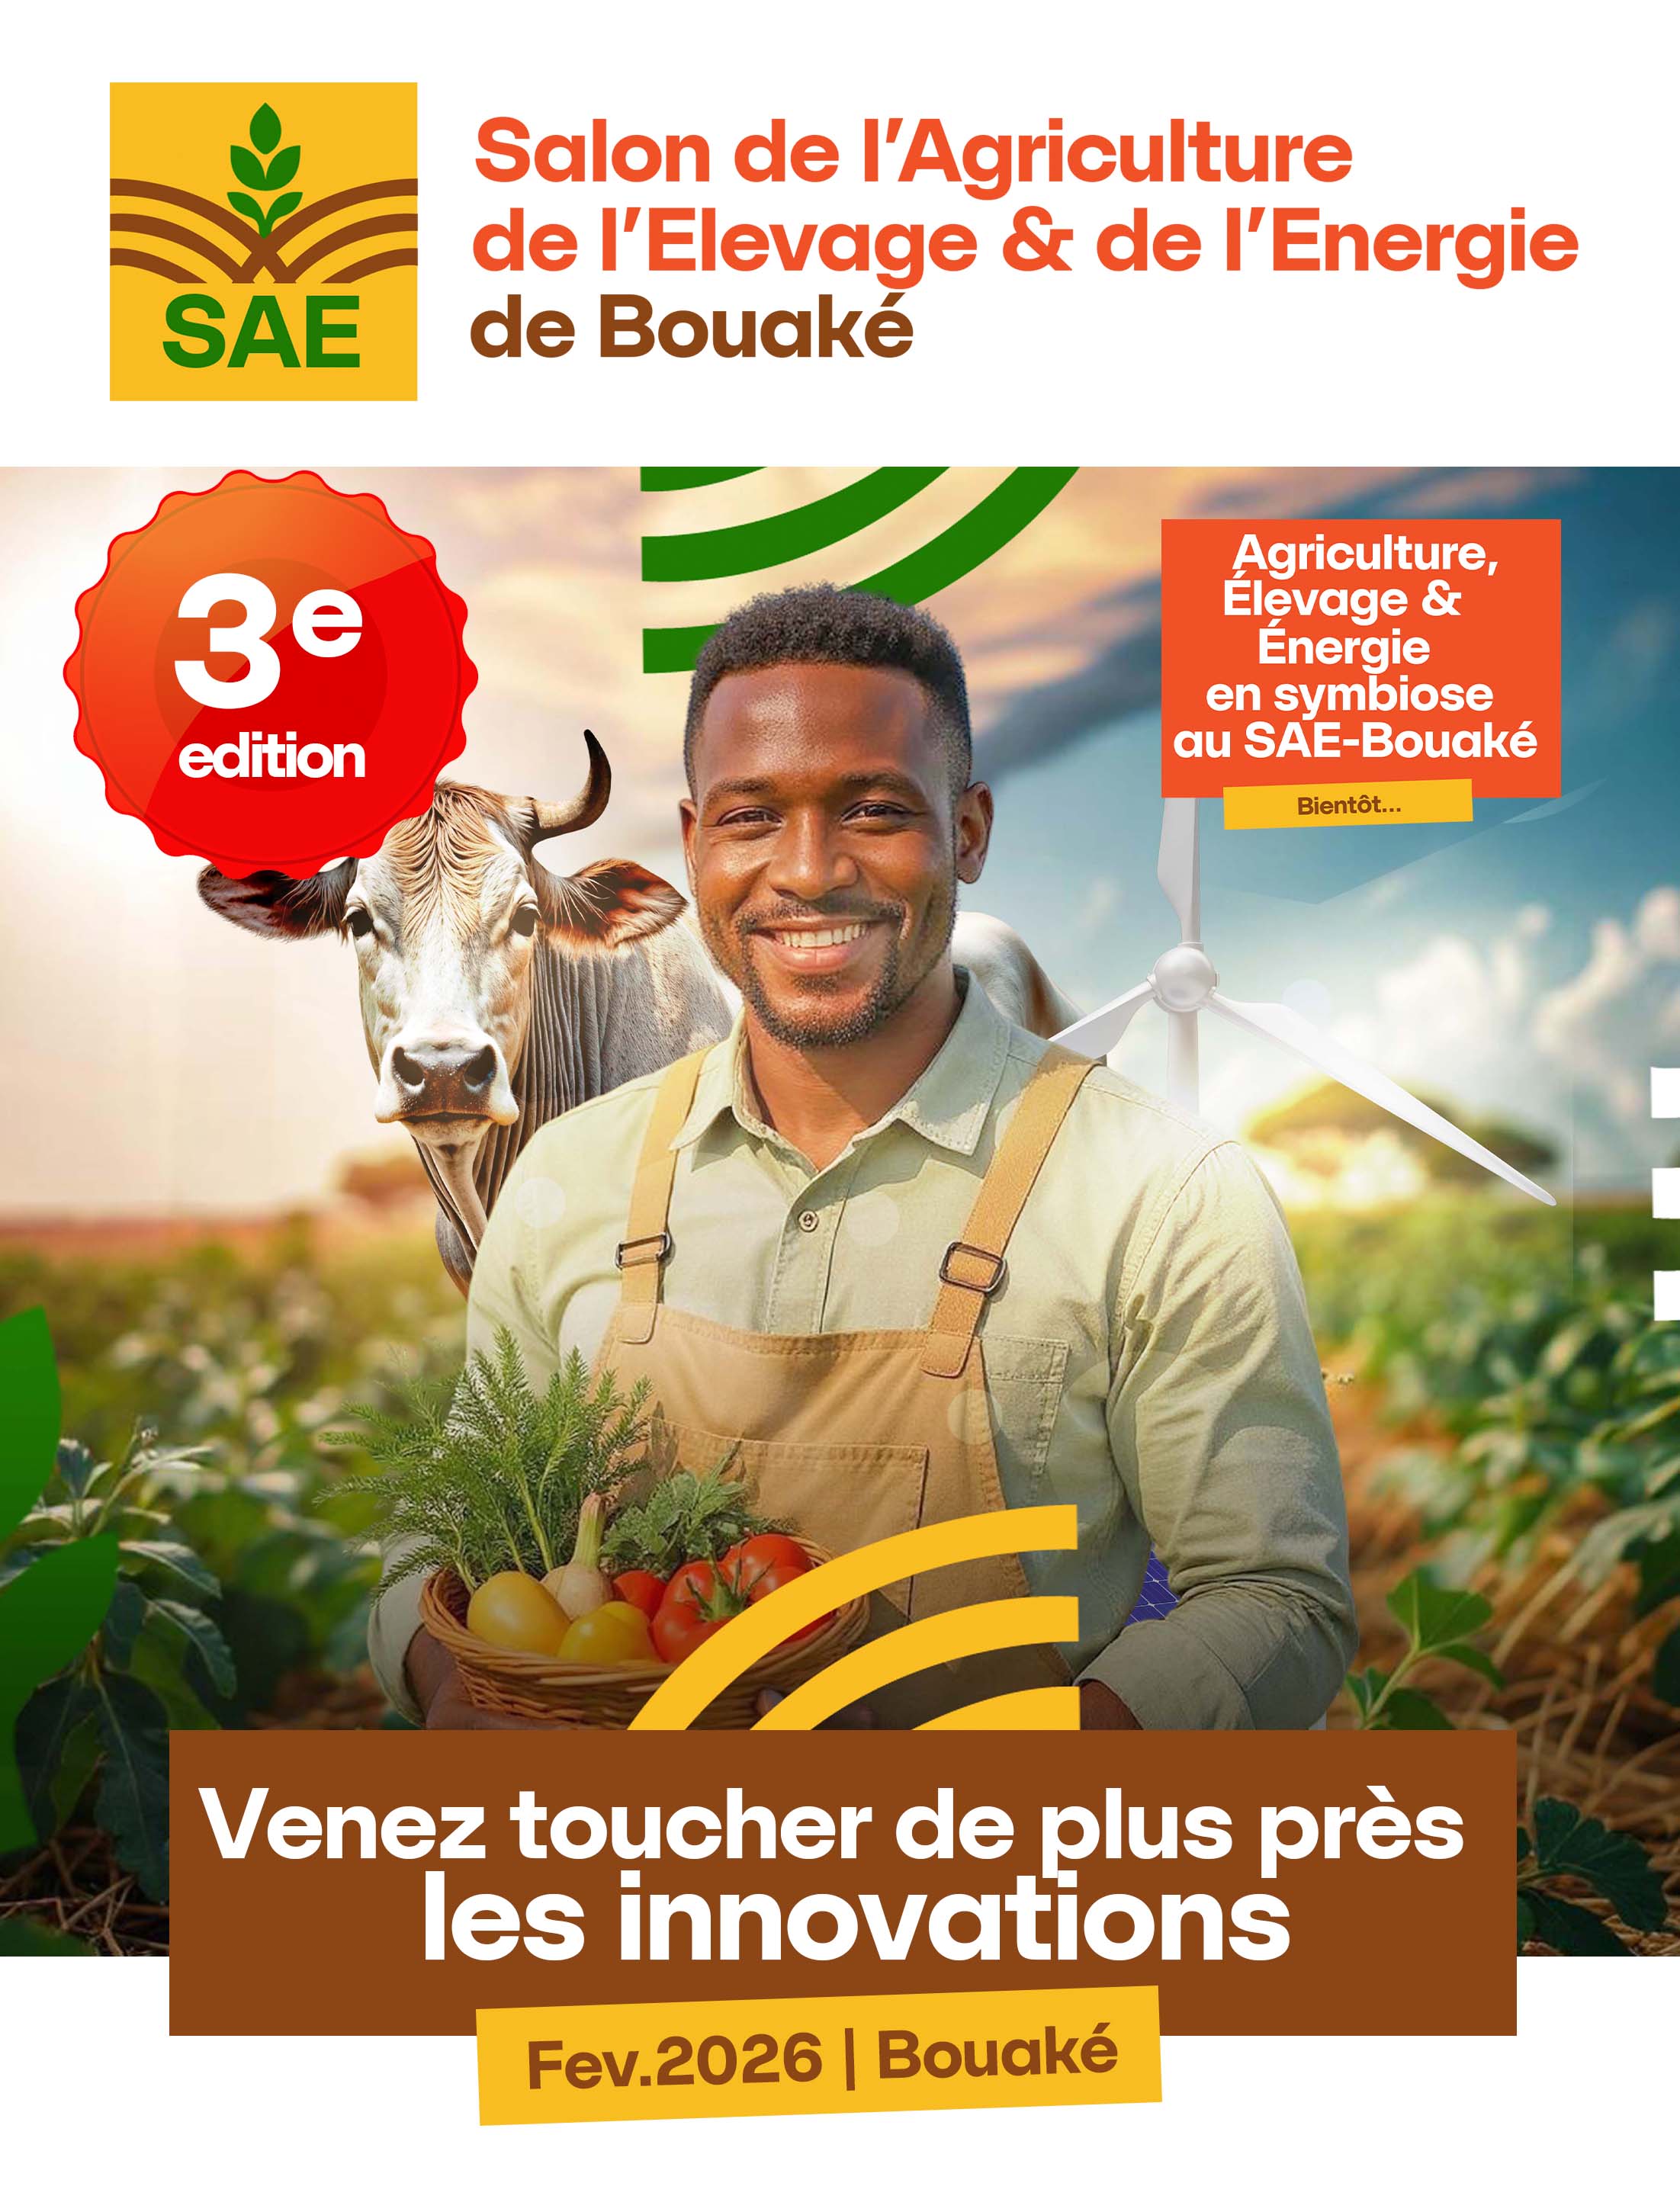 SAE
Salon de l'Agriculture
de l'Elevage & de l'Energie
de Bouaké
3e
edition
Agriculture,
Élevage &
Énergie
en symbiose
au SAE-Bouaké
Bientôt...
Venez toucher de plus près
les innovations
Fev.2026 | Bouaké